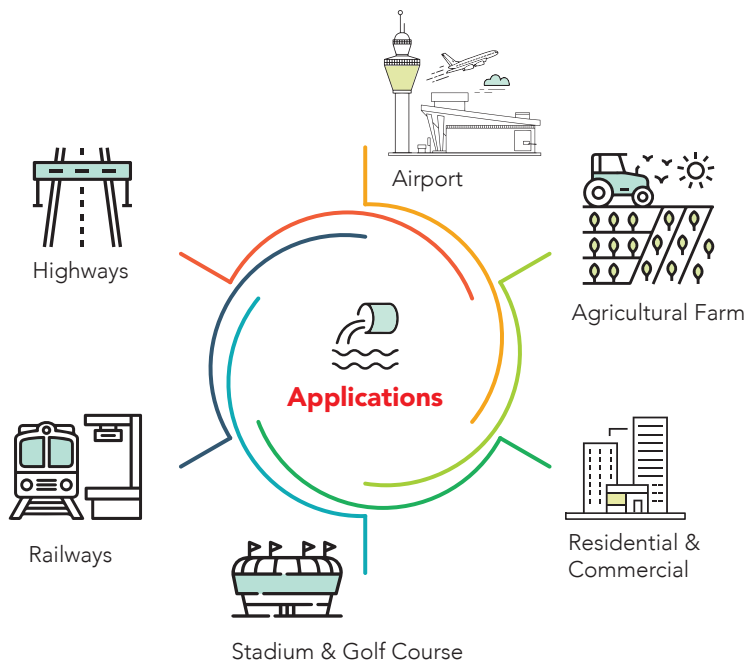 Airport
Highways
Agricultural Farm
Applications
Railways
Residential &
Commercial
Stadium & Golf Course